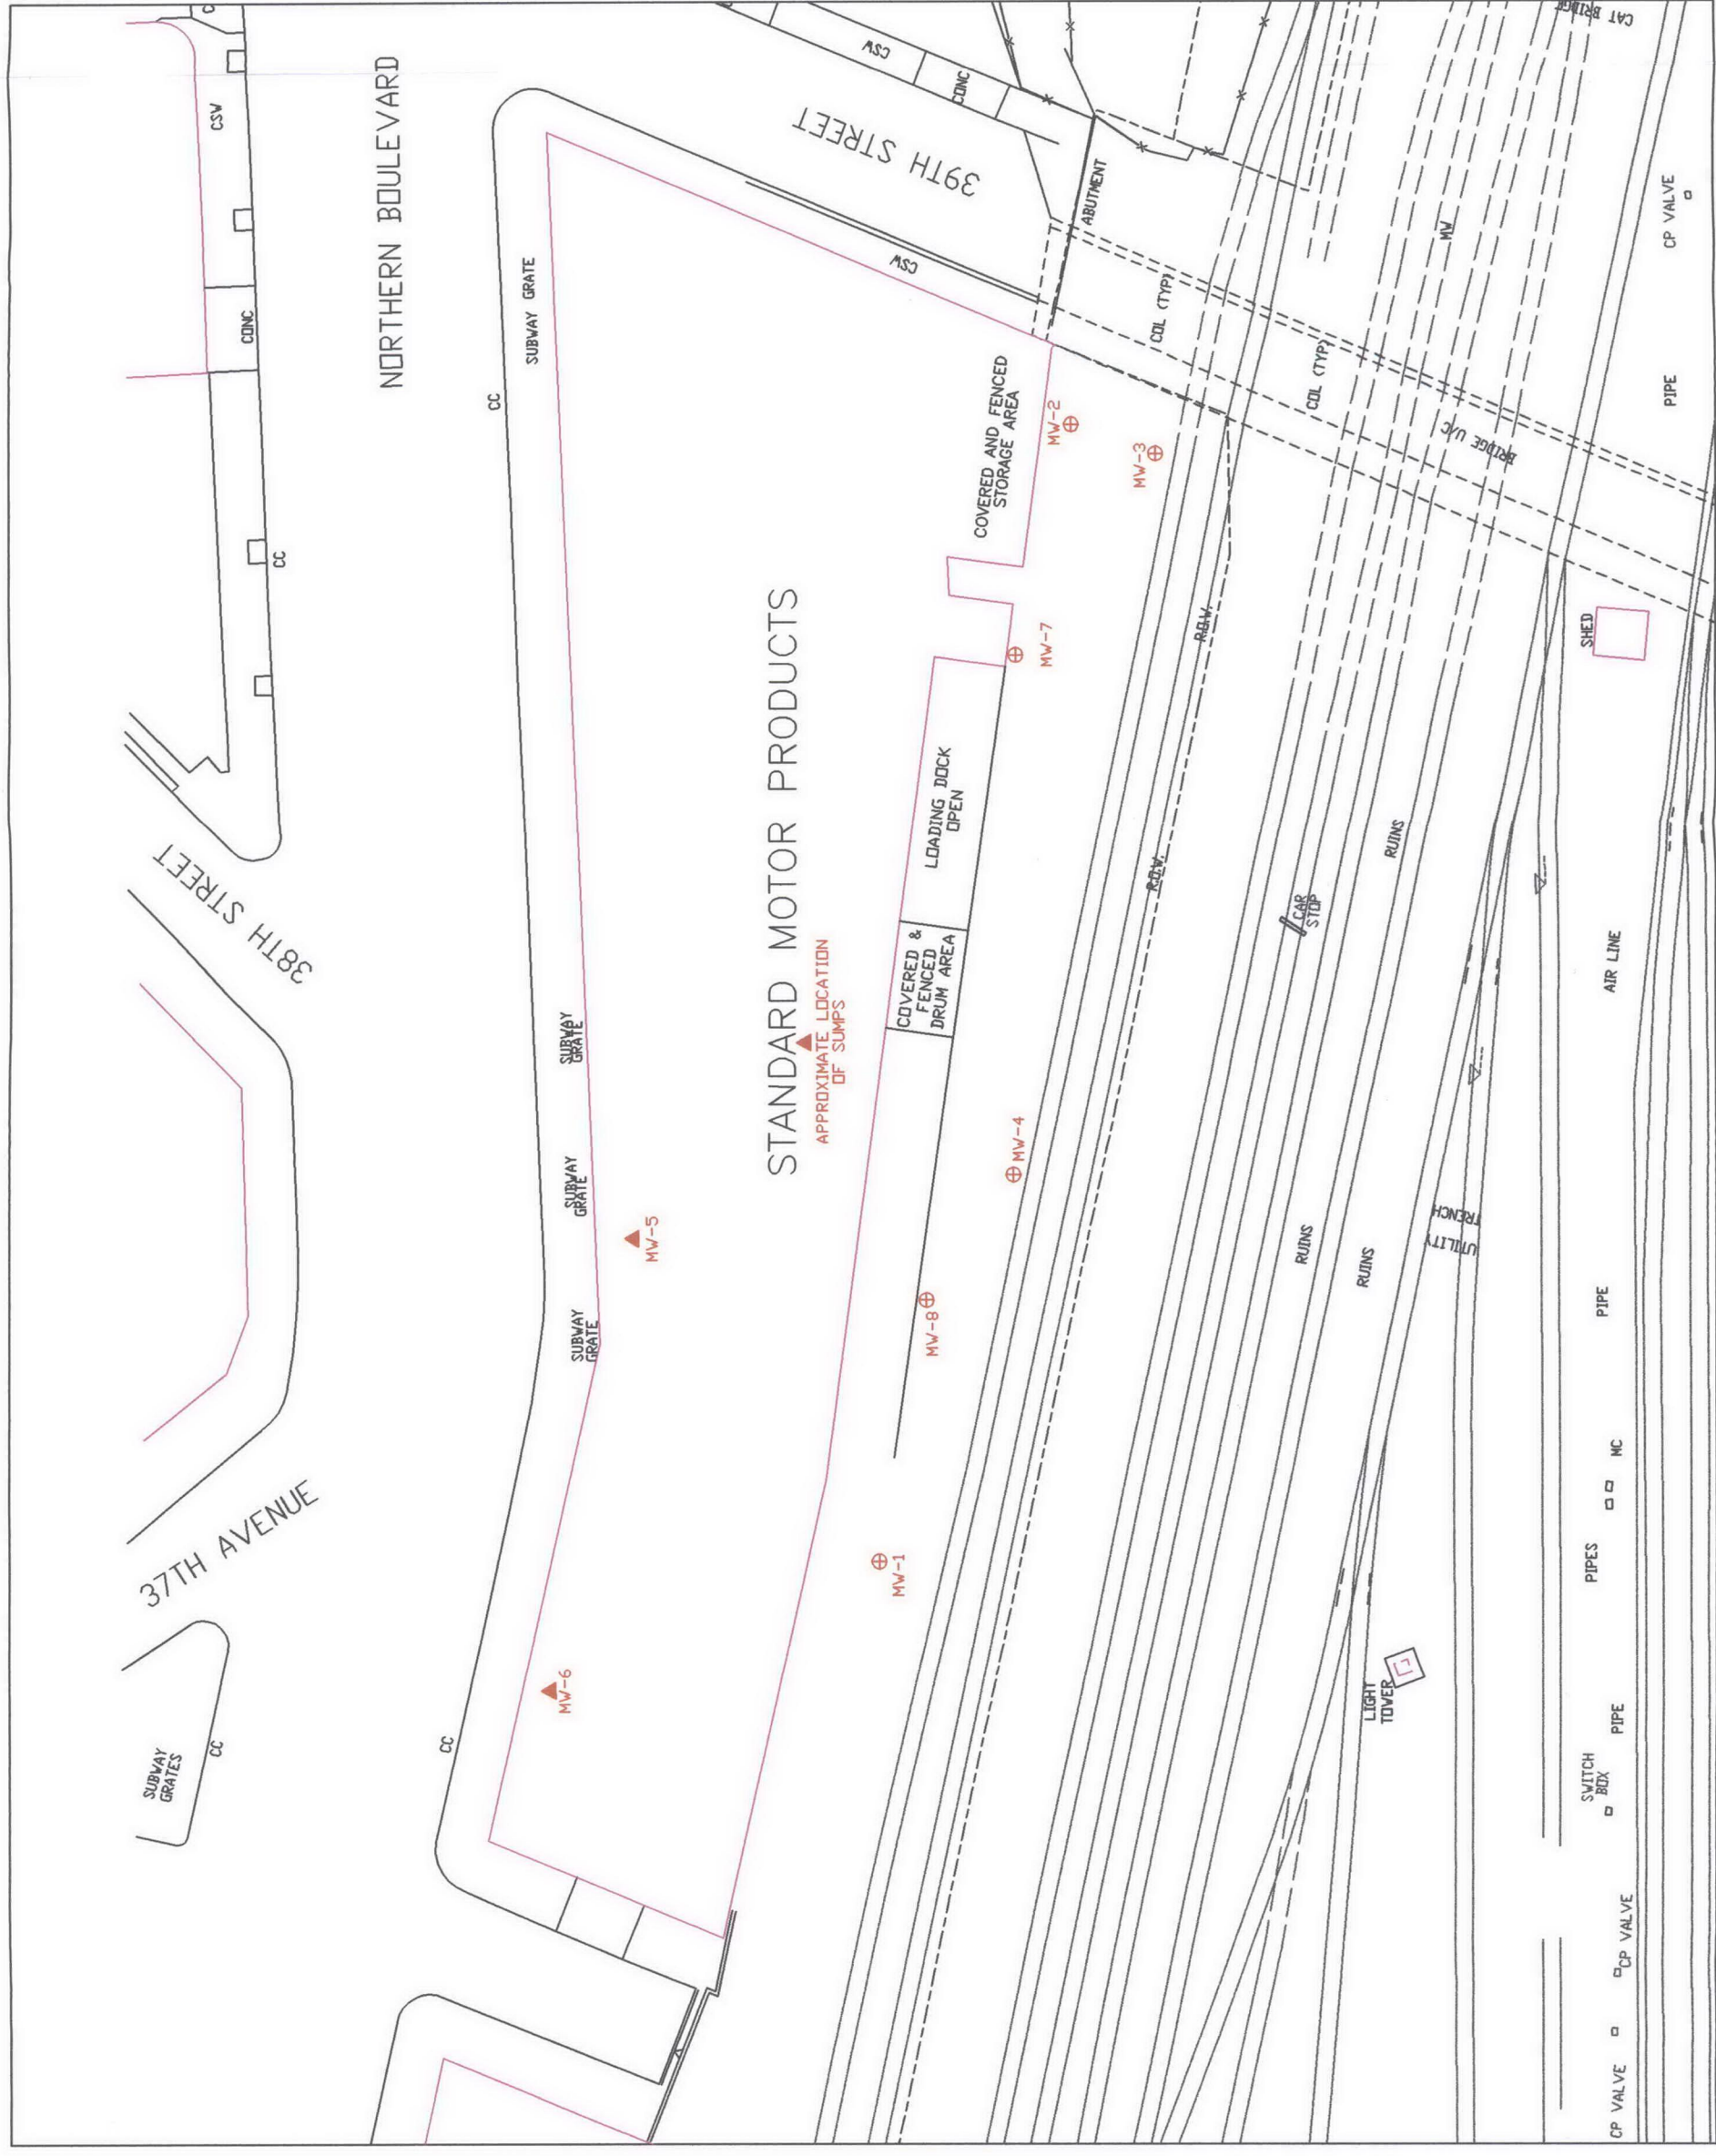 NORTHERN BOULEVARD
37TH AVENUE
38TH STREET
39TH STREET
SUBWAY
GRATES
CC
CC
CC
CC
CSW
CONC
CSW
CONC
CSW
SUBWAY GRATE
SUBWAY
GRATE
SUBWAY
GRATE
SUBWAY
GRATE
STANDARD MOTOR PRODUCTS
APPROXIMATE LOCATION
OF SUMPS
MW-6
MW-5
MW-1
MW-8
MW-4
MW-7
MW-2
MW-3
COVERED &
FENCED
DRUM AREA
LOADING DOCK
OPEN
COVERED AND FENCED
STORAGE AREA
ABUTMENT
COL (TYP)
COL (TYP)
BRIDGE U/C
MW
CAT BRIDGE
R.O.W.
R.O.W.
CAR
STOP
RUINS
RUINS
RUINS
UTILITY
TRENCH
LIGHT
TOWER
SHED
CP VALVE
CP VALVE
SWITCH
BOX
PIPE
PIPES
MC
PIPE
AIR LINE
PIPE
CP VALVE